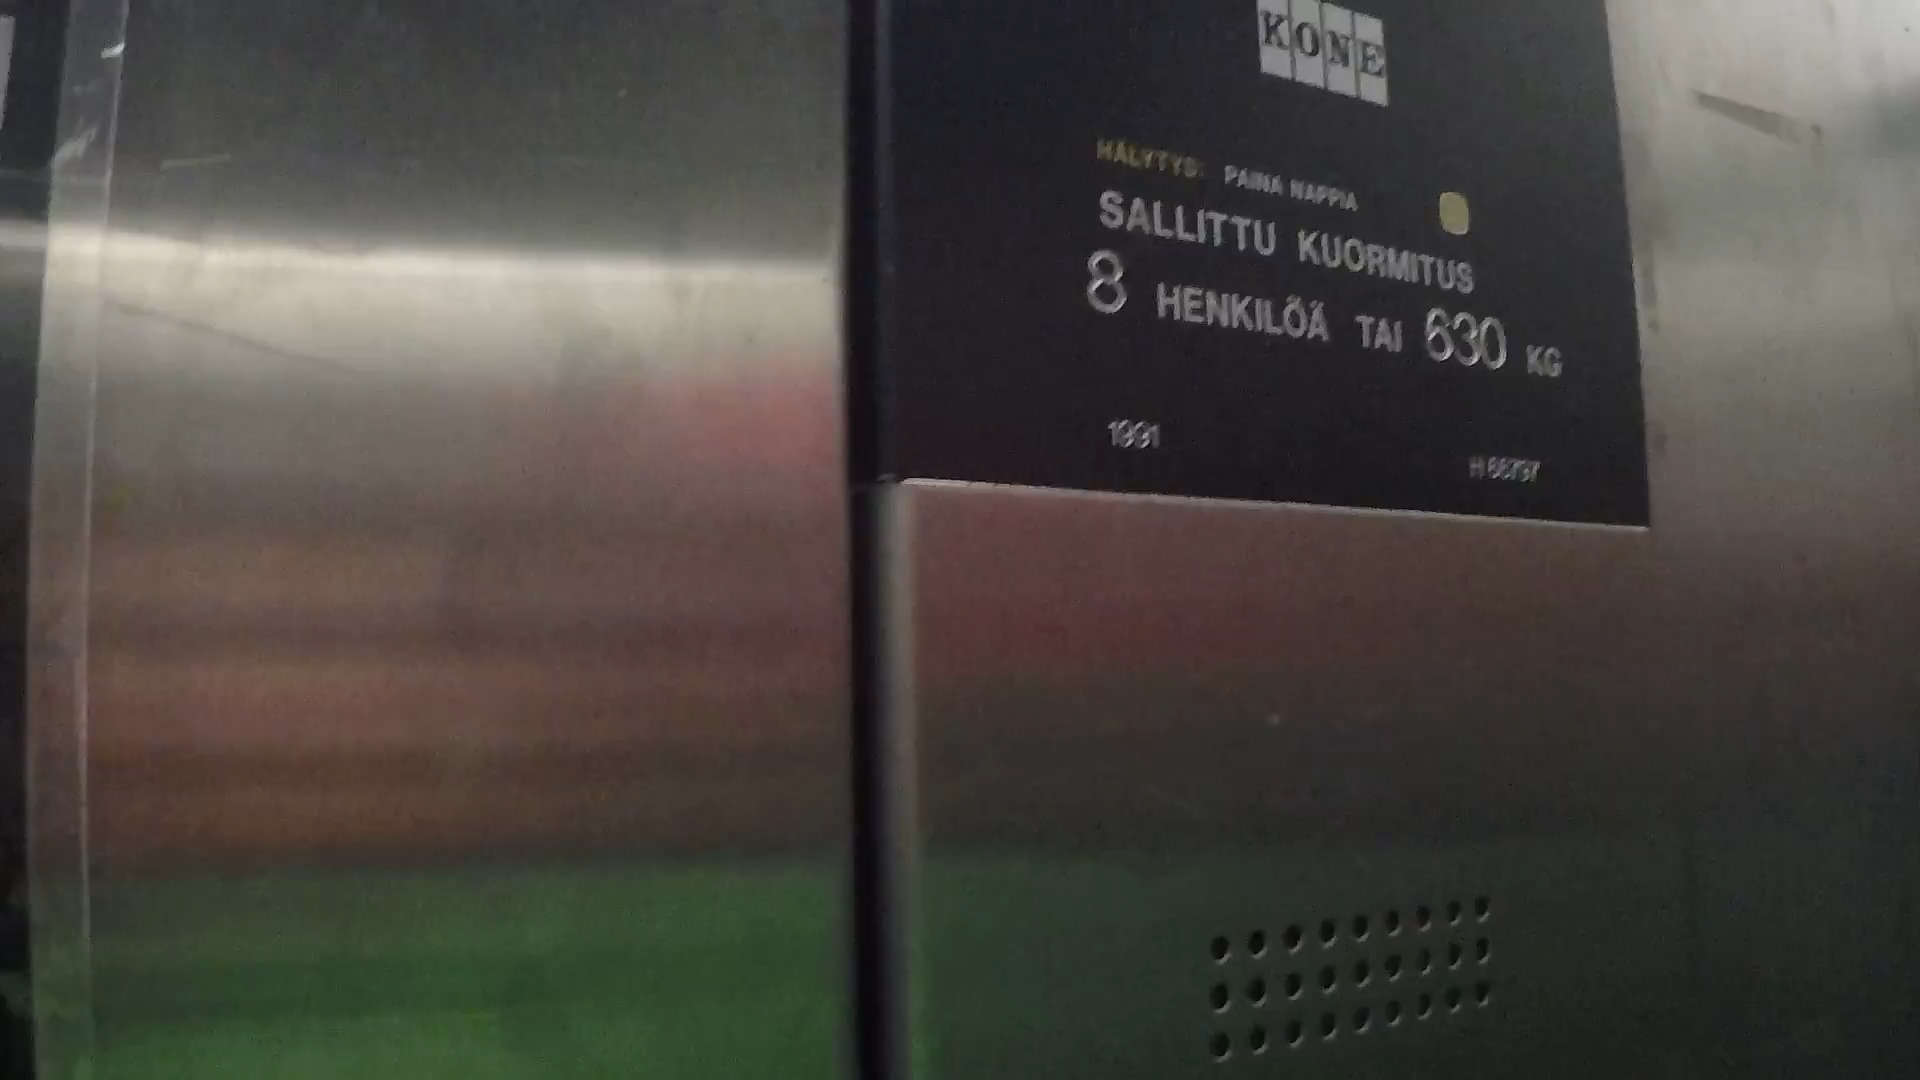 KONE
HÄLYTYS: PAINA NAPPIA
SALLITTU KUORMITUS
8 HENKILÖÄ TAI 630 KG
1991